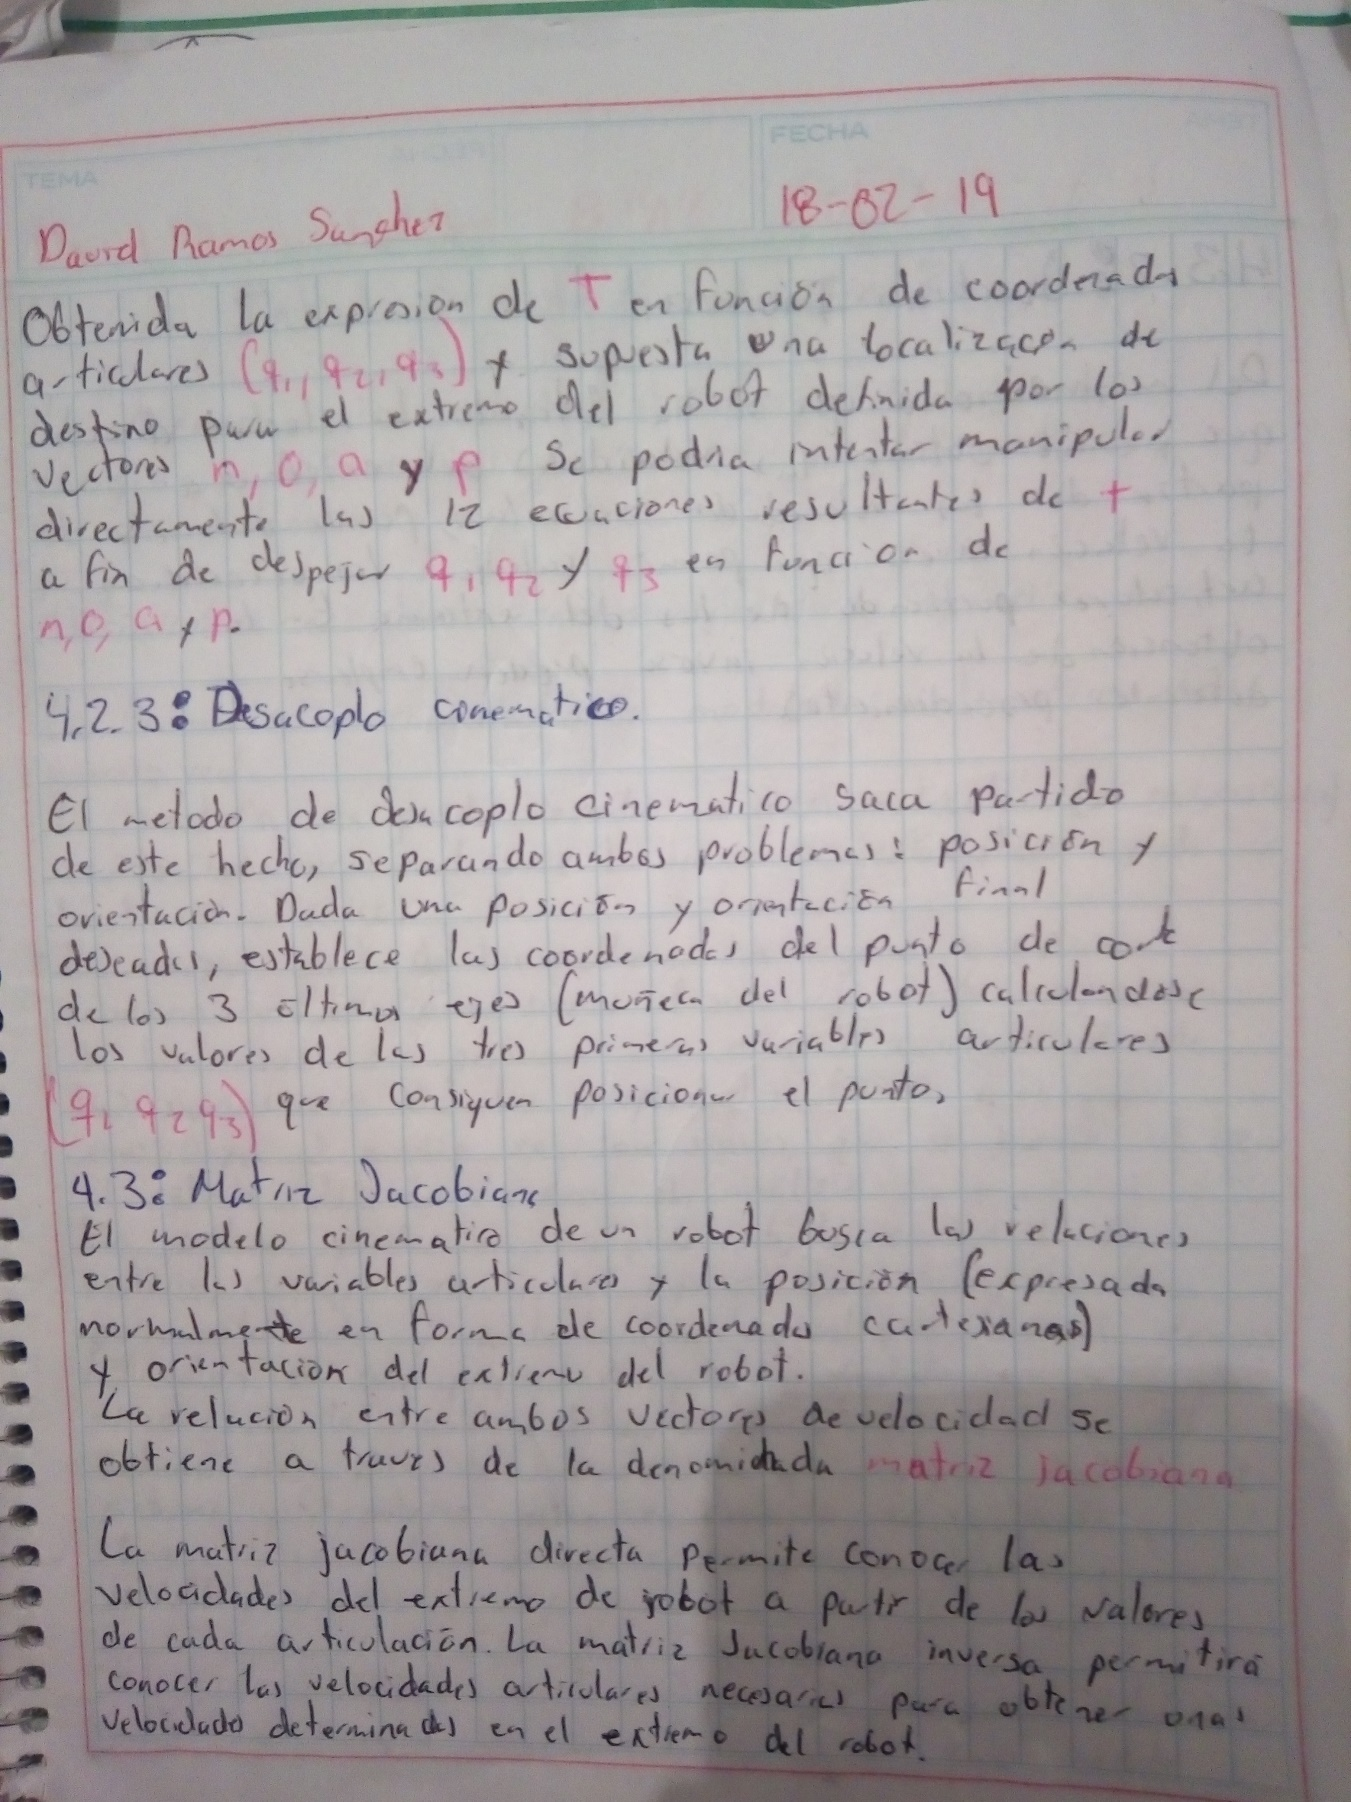 TEMA
FECHA
David Ramos Sanchez
18-02-19
Obtenida la expresion de T en función de coordenadas
articulares (q1, q2, q3) y supuesta una localizacion de
destino para el extremo del robot definida por los
vectores n, o, a y p Se podria intentar manipular
directamente las 12 ecuaciones resultantes de t
a fin de despejar q1 q2 y q3 en funcion de
n, o, a y p.
4.2.3: Desacoplo cinematico.
El metodo de desacoplo cinematico saca partido
de este hecho, separando ambos problemas: posición y
orientación. Dada una posición y orientación final
deseadas, establece las coordenadas del punto de corte
de los 3 últimos ejes (muñeca del robot) calculandose
los valores de las tres primeras variables articulares
(q1 q2 q3) que consiguen posicionar el punto,
4.3: Matriz Jacobiana
El modelo cinematico de un robot busca las relaciones
entre las variables articulares y la posición (expresada
normalmente en forma de coordenadas cartesianas)
y orientación del extremo del robot.
La relación entre ambos vectores de velocidad se
obtiene a traves de la denominada matriz jacobiana
La matriz jacobiana directa permite conocer las
velocidades del extremo de robot a partir de los valores
de cada articulación. La matriz Jacobiana inversa permitirá
conocer las velocidades articulares necesarias para obtener unas
velocidades determinadas en el extremo del robot.